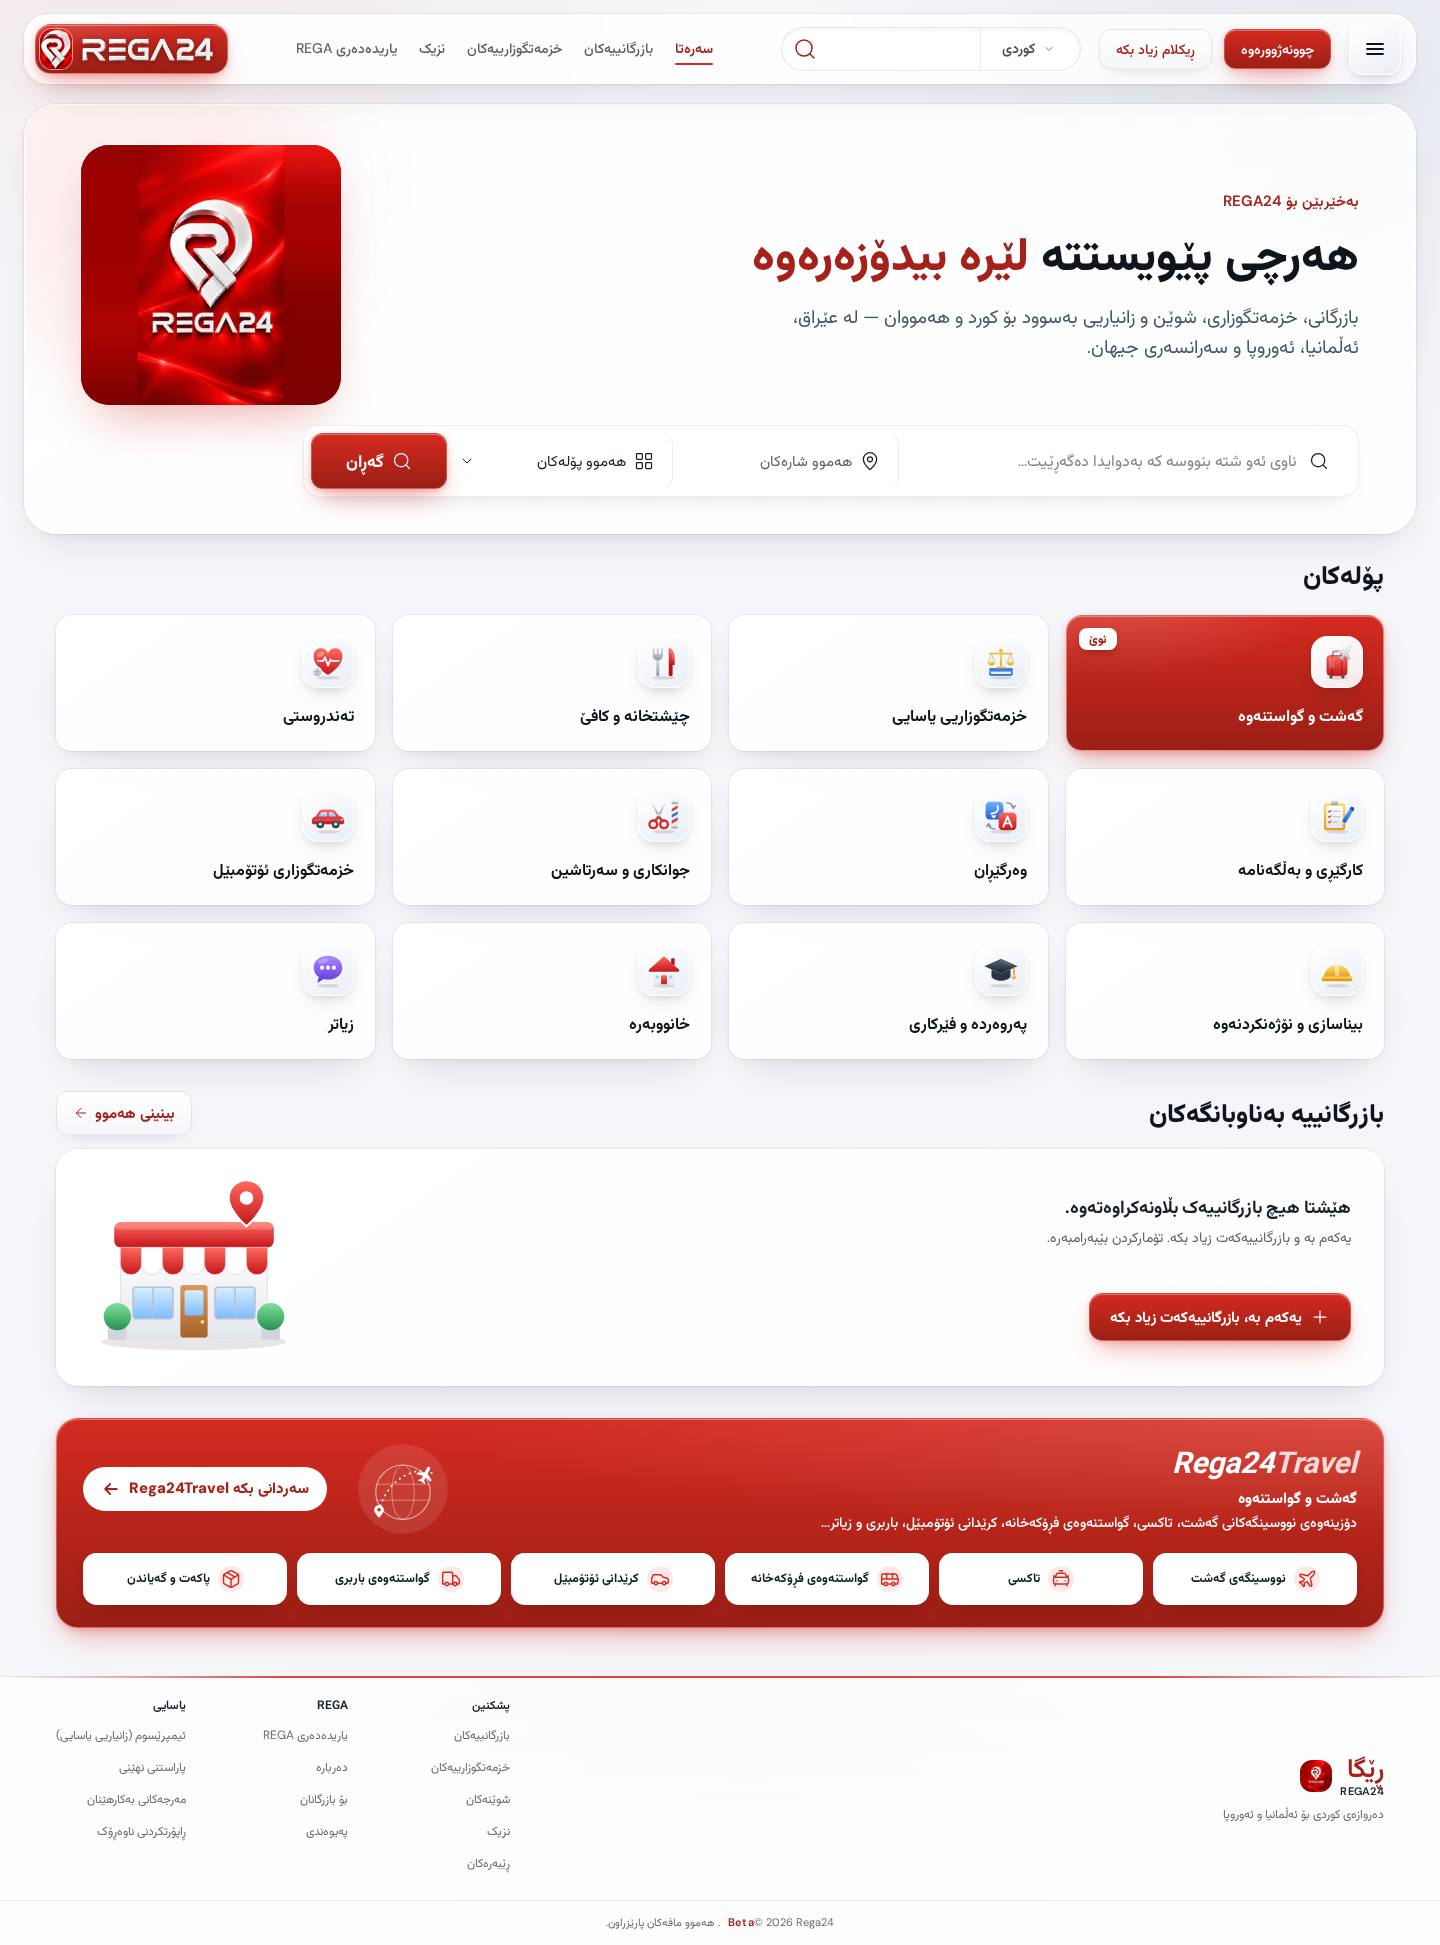 چوونەژوورەوە
ڕیکلام زیاد بکە
کوردی
سەرەتا
بازرگانییەکان
خزمەتگوزارییەکان
نزیک
یاریدەدەری REGA
REGA24
بەخێربێن بۆ REGA24
هەرچی پێویستتە لێرە بیدۆزەرەوە
بازرگانی، خزمەتگوزاری، شوێن و زانیاریی بەسوود بۆ کورد و هەمووان — لە عێراق،
ئەڵمانیا، ئەوروپا و سەرانسەری جیهان.
REGA24
ناوی ئەو شتە بنووسە کە بەدوایدا دەگەڕێیت...
هەموو شارەکان
هەموو پۆلەکان
گەڕان
پۆلەکان
نوێ
گەشت و گواستنەوە
خزمەتگوزاریی یاسایی
چێشتخانە و کافێ
تەندروستی
کارگێڕی و بەڵگەنامە
وەرگێڕان
جوانکاری و سەرتاشین
خزمەتگوزاری ئۆتۆمبێل
بیناسازی و نۆژەنکردنەوە
پەروەردە و فێرکاری
خانووبەرە
زیاتر
بازرگانییە بەناوبانگەکان
بینینی هەموو
هێشتا هیچ بازرگانییەک بڵاونەکراوەتەوە.
یەکەم بە و بازرگانییەکەت زیاد بکە. تۆمارکردن بێبەرامبەرە.
یەکەم بە، بازرگانییەکەت زیاد بکە
Rega24Travel
گەشت و گواستنەوە
دۆزینەوەی نووسینگەکانی گەشت، تاکسی، گواستنەوەی فڕۆکەخانە، کرێدانی ئۆتۆمبێل، باربری و زیاتر...
سەردانی بکە Rega24Travel
نووسینگەی گەشت
تاکسی
گواستنەوەی فڕۆکەخانە
کرێدانی ئۆتۆمبێل
گواستنەوەی باربری
پاکەت و گەیاندن
ڕێگا
REGA24
دەروازەی کوردی بۆ ئەڵمانیا و ئەوروپا
پشکنین
بازرگانییەکان
خزمەتگوزارییەکان
شوێنەکان
نزیک
ڕێبەرەکان
REGA
یاریدەدەری REGA
دەربارە
بۆ بازرگانان
پەیوەندی
یاسایی
ئیمپرێسوم (زانیاریی یاسایی)
پاراستنی نهێنی
مەرجەکانی بەکارهێنان
ڕاپۆرتکردنی ناوەڕۆک
© 2026 Rega24 Beta . هەموو مافەکان پارێزراون.